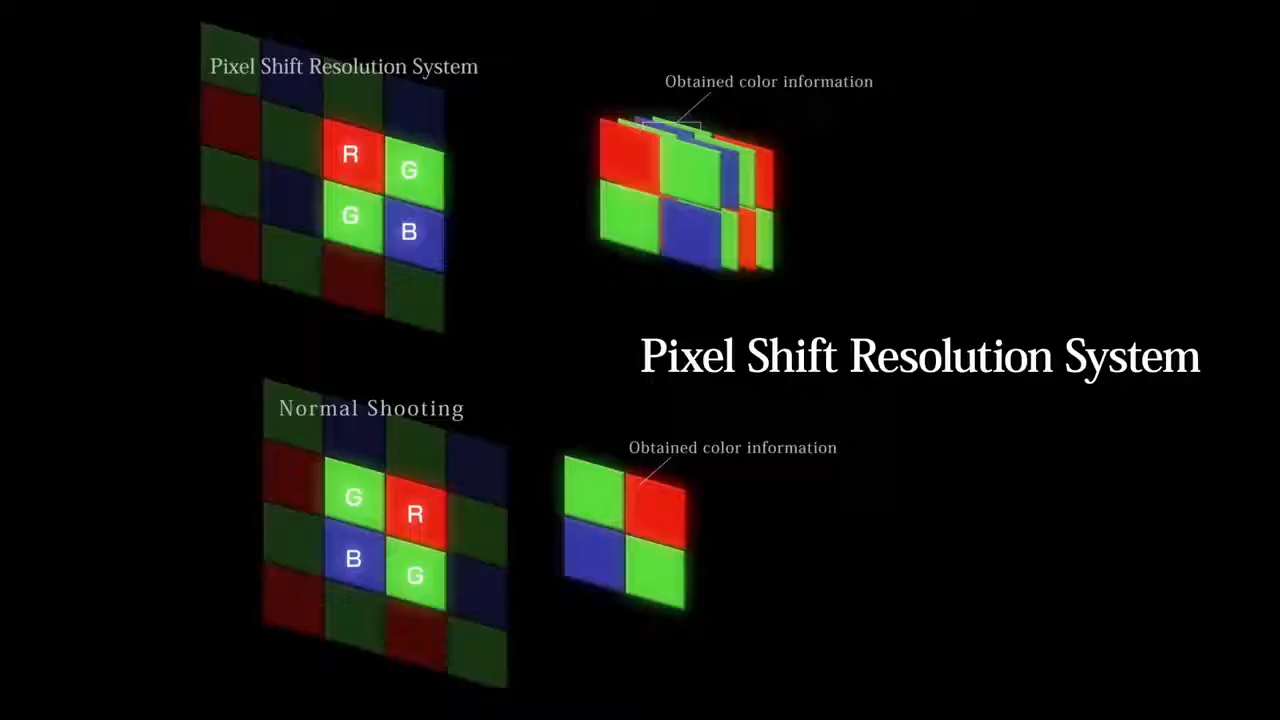 Pixel Shift Resolution System
Obtained color information
R
G
G
B
Pixel Shift Resolution System
Normal Shooting
Obtained color information
G
R
B
G